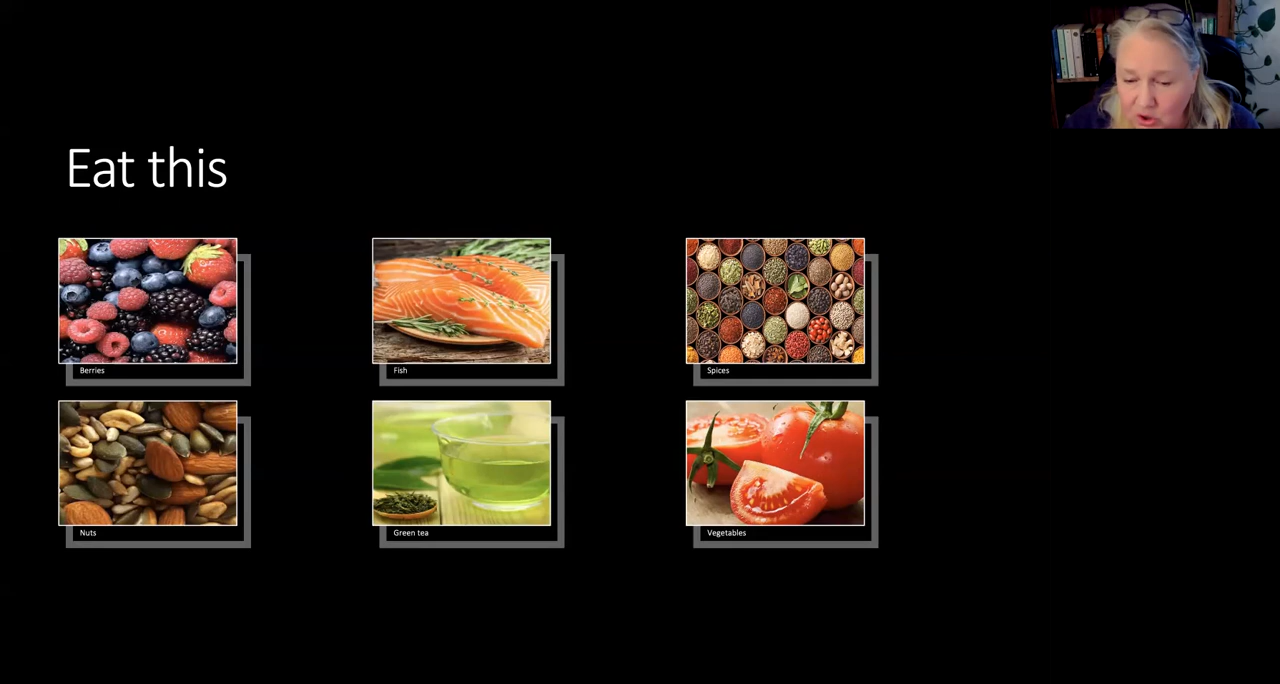 Eat this
Berries
Fish
Spices
Nuts
Green tea
Vegetables